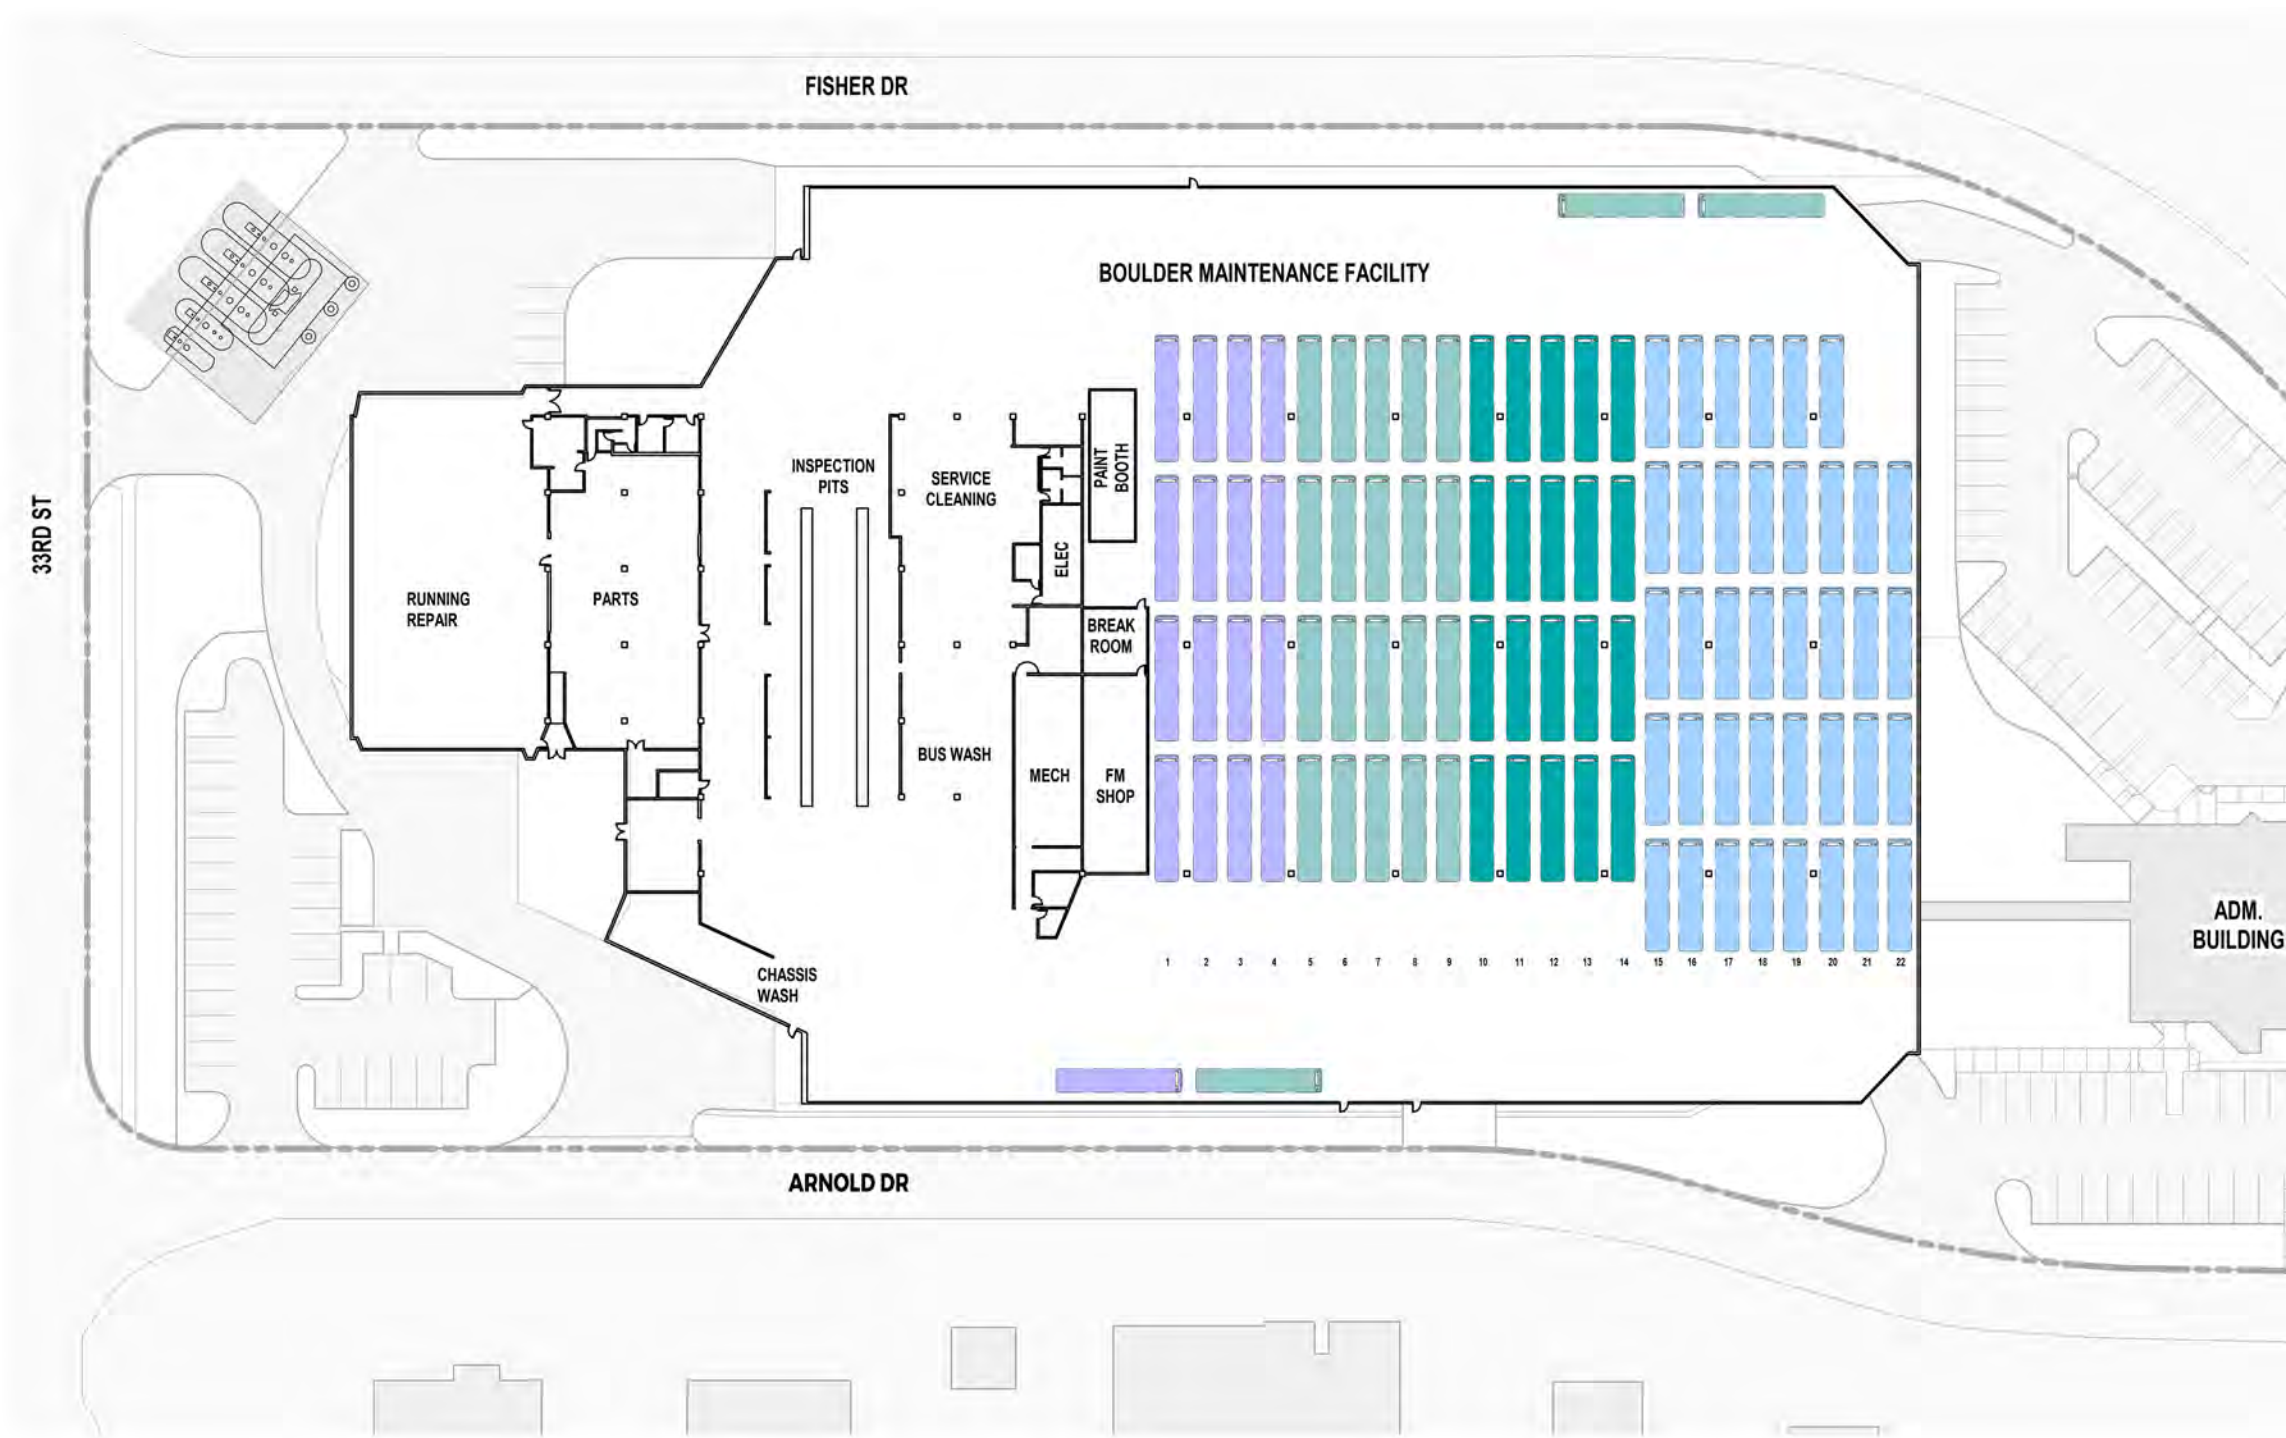 FISHER DR
BOULDER MAINTENANCE FACILITY
33RD ST
INSPECTION
PITS
SERVICE
CLEANING
PAINT
BOOTH
ELEC
RUNNING
REPAIR
PARTS
BREAK
ROOM
BUS WASH
MECH
FM
SHOP
ADM.
BUILDING
CHASSIS
WASH
1 2 3 4 5 6 7 8 9 10 11 12 13 14 15 16 17 18 19 20 21 22
ARNOLD DR